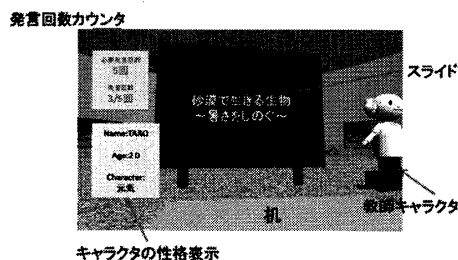 発言回数カウンタ
必要発言回数
5回
発言回数
3/5回
砂漠で生きる生物
~暑さをしのぐ~
スライド
Name:TARO
Age:20
Character:
元気
机
教師キャラクタ
キャラクタの性格表示